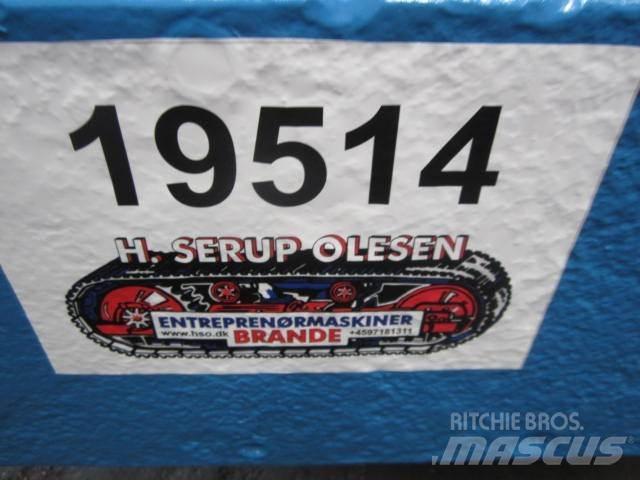 19514
H. SERUP OLESEN
ENTREPRENØRMASKINER
www.hso.dk BRANDE +4597181311
RITCHIE BROS.
MASCUS